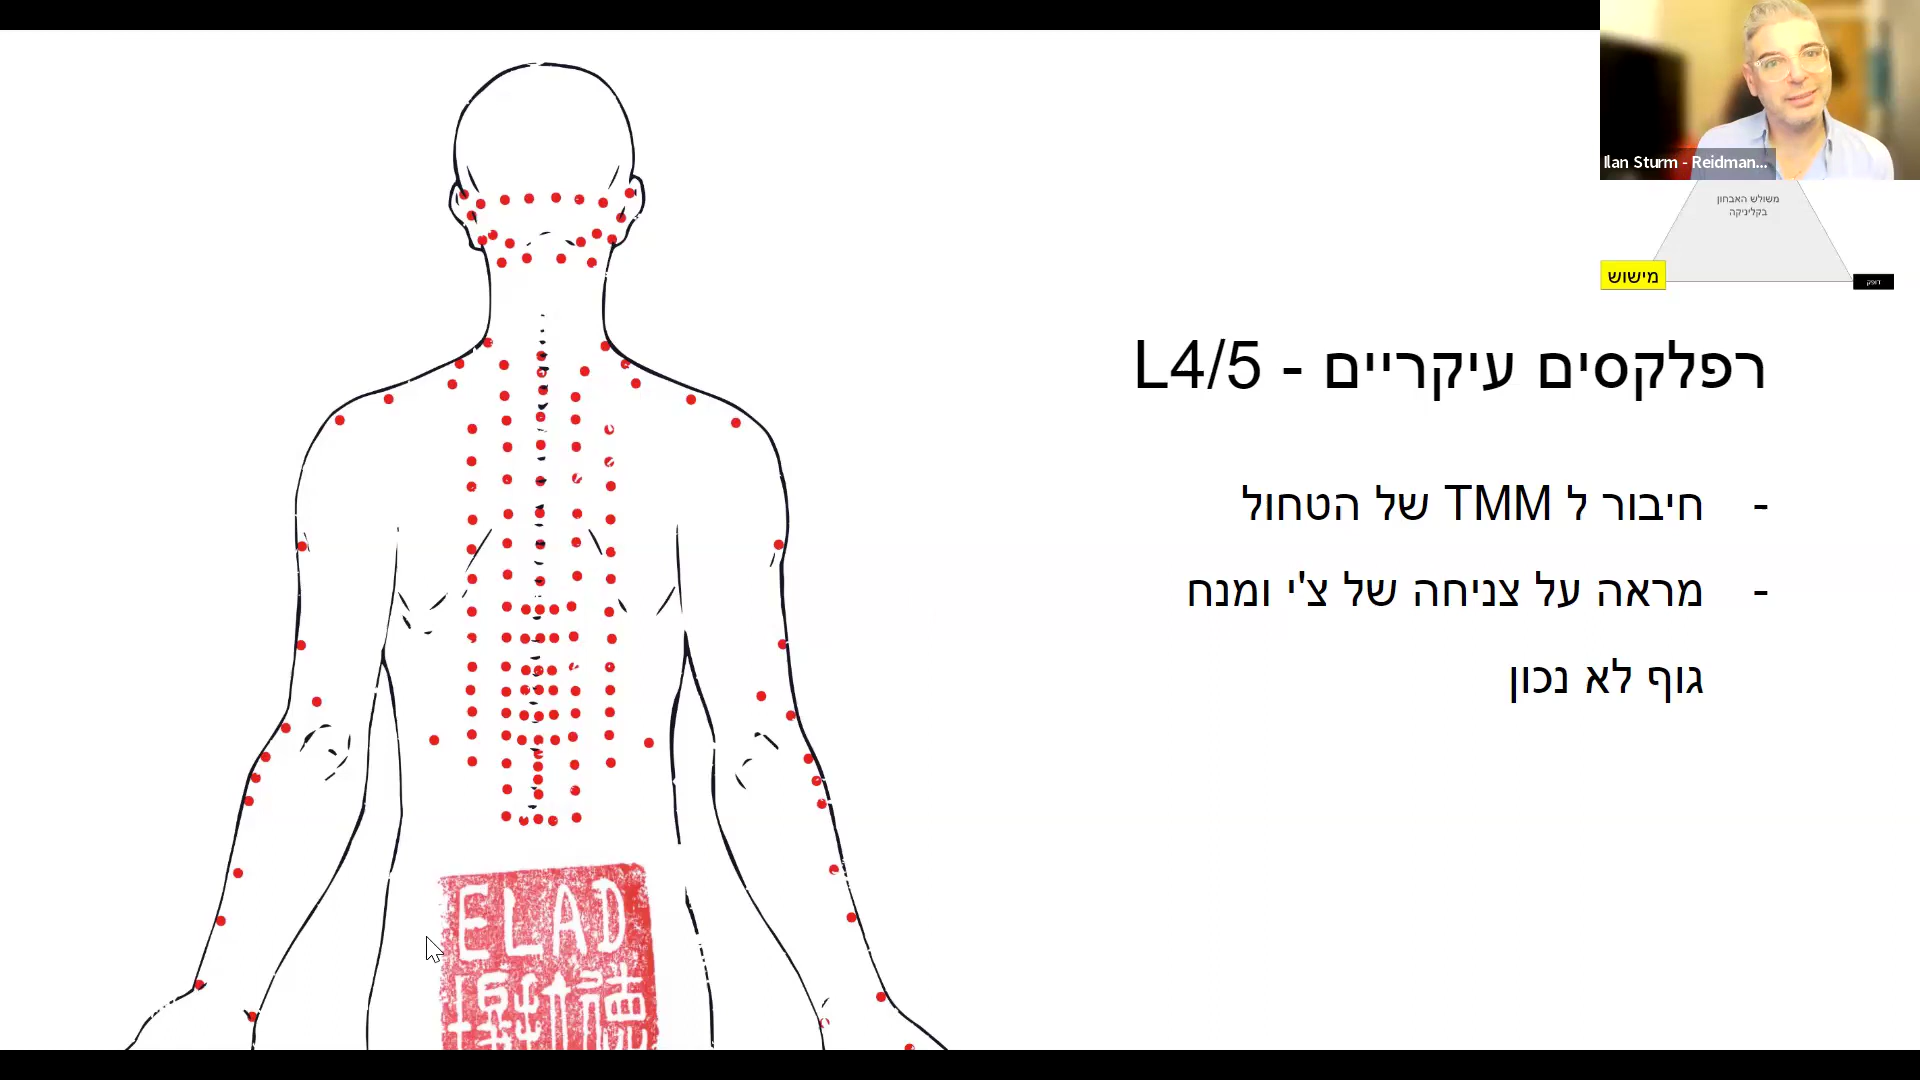 Ilan Sturm - Reidman...
משולש האבחון
בקליניקה
מישוש
דופק
רפלקסים עיקריים - L4/5
- חיבור ל TMM של הטחול
- מראה על צניחה של צ'י ומנח
גוף לא נכון
ELAD